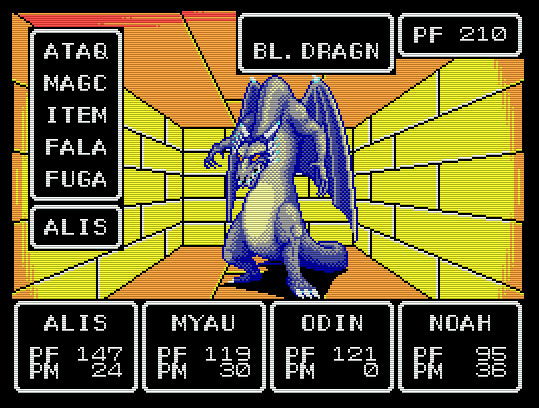 ATAQ
MAGC
ITEM
FALA
FUGA
ALIS
BL.DRAGN
PF 210
ALIS
PF 147
PM 24
MYAU
PF 119
PM 30
ODIN
PF 121
PM 0
NOAH
PF 95
PM 36